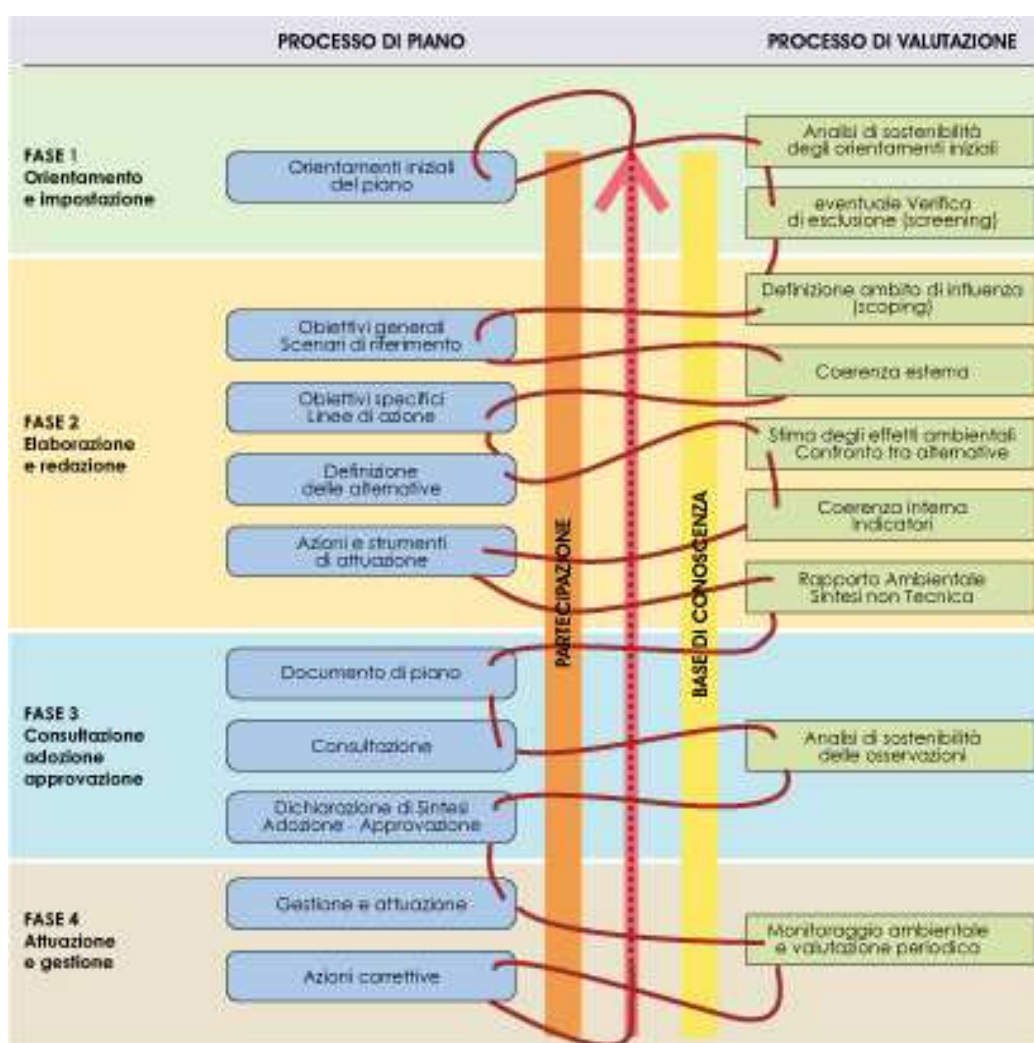 PROCESSO DI PIANO
PROCESSO DI VALUTAZIONE
FASE 1
Orientamento
e impostazione
Orientamenti iniziali
del piano
Analisi di sostenibilità
degli orientamenti iniziali
eventuale Verifica
di esclusione (screening)
FASE 2
Elaborazione
e redazione
Obiettivi generali
Scenari di riferimento
Obiettivi specifici
Linee di azione
Definizione
delle alternative
Azioni e strumenti
di attuazione
Definizione ambito di influenza
(scoping)
Coerenza esterna
Stima degli effetti ambientali
Confronto tra alternative
Coerenza interna
Indicatori
Rapporto Ambientale
Sintesi non Tecnica
PARTECIPAZIONE
BASE DI CONOSCENZA
FASE 3
Consultazione
adozione
approvazione
Documento di piano
Consultazione
Dichiarazione di Sintesi
Adozione - Approvazione
Analisi di sostenibilità
delle osservazioni
FASE 4
Attuazione
e gestione
Gestione e attuazione
Azioni correttive
Monitoraggio ambientale
e valutazione periodica